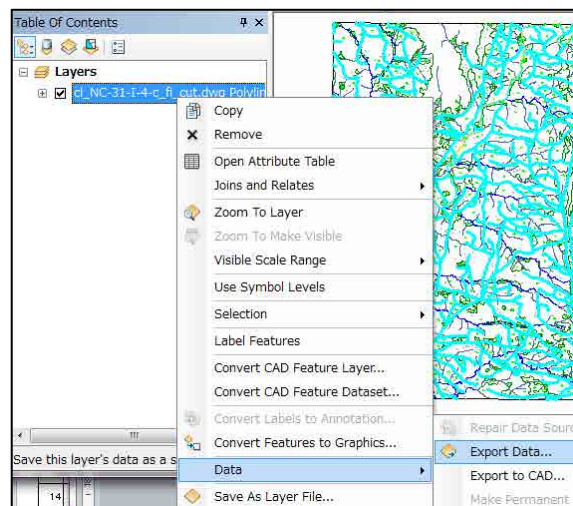 Table Of Contents
Layers
cl_NC-31-I-4-c_fl_cut.dwg Polylin
Copy
Remove
Open Attribute Table
Joins and Relates
Zoom To Layer
Zoom To Make Visible
Visible Scale Range
Use Symbol Levels
Selection
Label Features
Convert CAD Feature Layer...
Convert CAD Feature Dataset...
Convert Labels to Annotation...
Convert Features to Graphics...
Data
Save As Layer File...
Repair Data Sourc
Export Data...
Export to CAD...
Make Permanent
Save this layer's data as a s
14